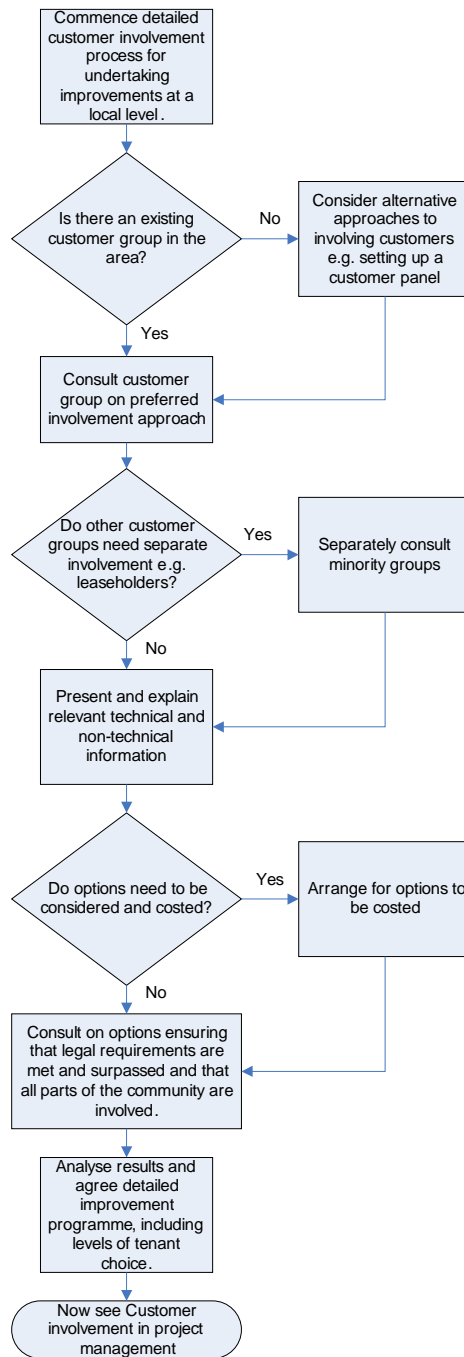 Commence detailed
customer involvement
process for
undertaking
improvements at a
local level.
Is there an existing
customer group in the
area?
No
Consider alternative
approaches to
involving customers
e.g. setting up a
customer panel
Yes
Consult customer
group on preferred
involvement approach
Do other customer
groups need separate
involvement e.g.
leaseholders?
Yes
Separately consult
minority groups
No
Present and explain
relevant technical and
non-technical
information
Do options need to be
considered and costed?
Yes
Arrange for options to
be costed
No
Consult on options ensuring
that legal requirements are
met and surpassed and that
all parts of the community are
involved.
Analyse results and
agree detailed
improvement
programme, including
levels of tenant
choice.
Now see Customer
involvement in project
management